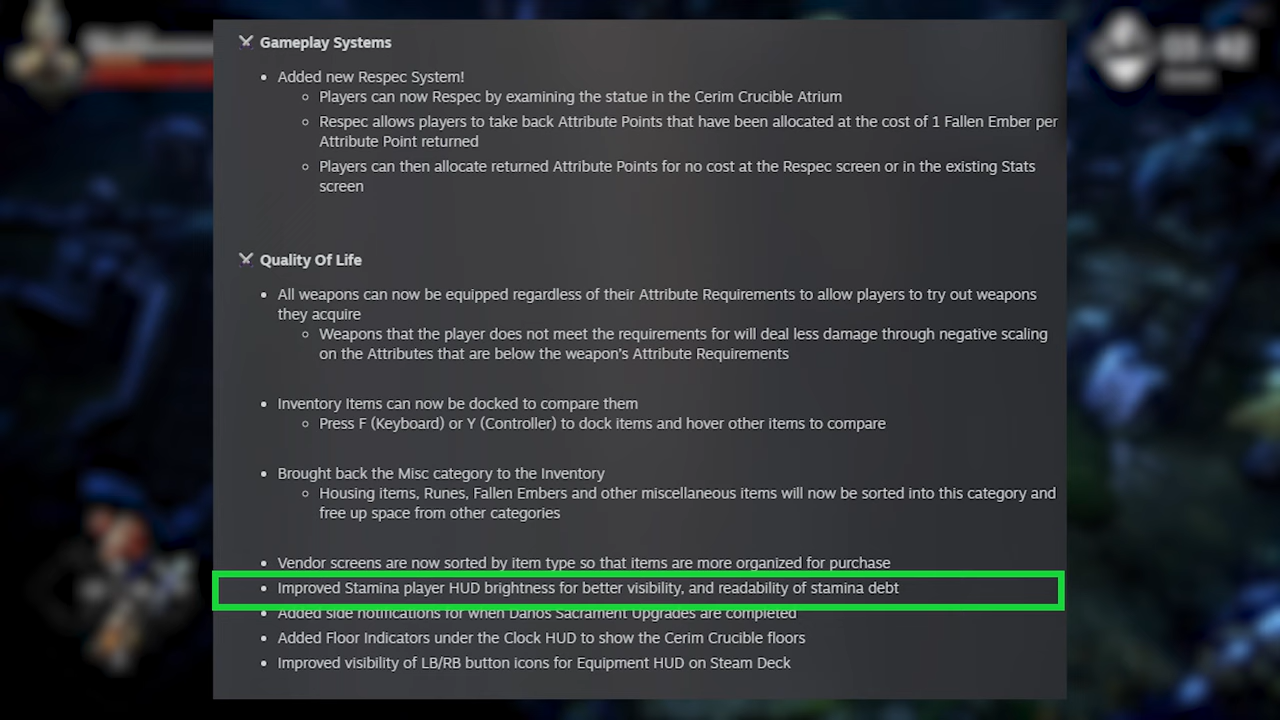 Gameplay Systems
• Added new Respec System!
◦ Players can now Respec by examining the statue in the Cerim Crucible Atrium
◦ Respec allows players to take back Attribute Points that have been allocated at the cost of 1 Fallen Ember per
Attribute Point returned
◦ Players can then allocate returned Attribute Points for no cost at the Respec screen or in the existing Stats
screen
Quality Of Life
• All weapons can now be equipped regardless of their Attribute Requirements to allow players to try out weapons
they acquire
◦ Weapons that the player does not meet the requirements for will deal less damage through negative scaling
on the Attributes that are below the weapon's Attribute Requirements
• Inventory Items can now be docked to compare them
◦ Press F (Keyboard) or Y (Controller) to dock items and hover other items to compare
• Brought back the Misc category to the Inventory
◦ Housing items, Runes, Fallen Embers and other miscellaneous items will now be sorted into this category and
free up space from other categories
• Vendor screens are now sorted by item type so that items are more organized for purchase
• Improved Stamina player HUD brightness for better visibility, and readability of stamina debt
• Added side notifications for when Danos Sacrament Upgrades are completed
• Added Floor Indicators under the Clock HUD to show the Cerim Crucible floors
• Improved visibility of LB/RB button icons for Equipment HUD on Steam Deck